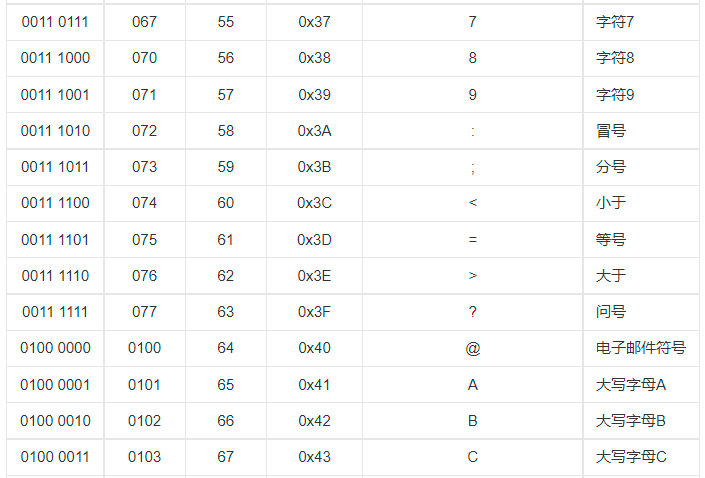 0011 0111 067 55 0x37 7 字符7
0011 1000 070 56 0x38 8 字符8
0011 1001 071 57 0x39 9 字符9
0011 1010 072 58 0x3A : 冒号
0011 1011 073 59 0x3B ; 分号
0011 1100 074 60 0x3C < 小于
0011 1101 075 61 0x3D = 等号
0011 1110 076 62 0x3E > 大于
0011 1111 077 63 0x3F ? 问号
0100 0000 0100 64 0x40 @ 电子邮件符号
0100 0001 0101 65 0x41 A 大写字母A
0100 0010 0102 66 0x42 B 大写字母B
0100 0011 0103 67 0x43 C 大写字母C